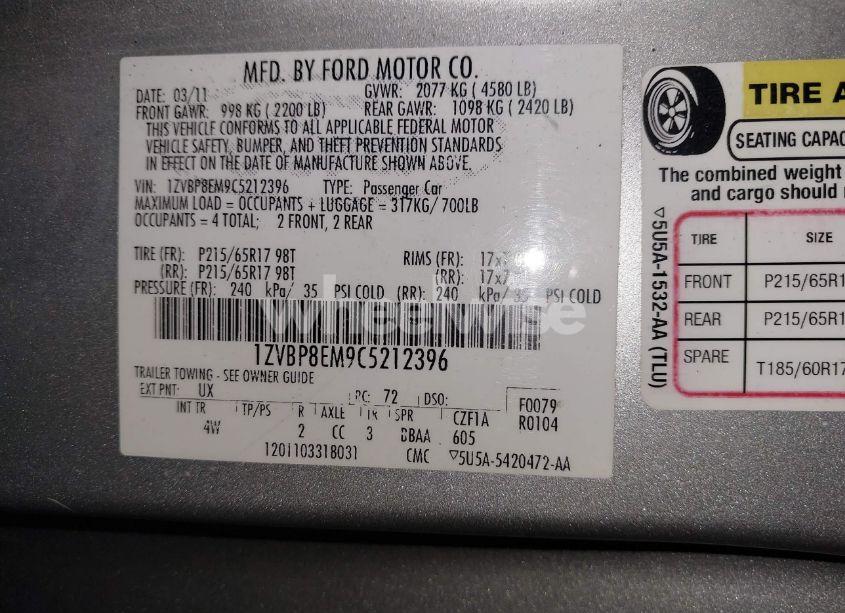 MFD. BY FORD MOTOR CO.
DATE: 03/11 GVWR: 2077 KG ( 4580 LB)
FRONT GAWR: 998 KG ( 2200 LB) REAR GAWR: 1098 KG ( 2420 LB)
THIS VEHICLE CONFORMS TO ALL APPLICABLE FEDERAL MOTOR
VEHICLE SAFETY, BUMPER, AND THEFT PREVENTION STANDARDS
IN EFFECT ON THE DATE OF MANUFACTURE SHOWN ABOVE.
VIN: 1ZVBP8EM9C5212396 TYPE: Passenger Car
MAXIMUM LOAD = OCCUPANTS + LUGGAGE = 317KG/ 700LB
OCCUPANTS = 4 TOTAL; 2 FRONT, 2 REAR
TIRE (FR): P215/65R17 98T RIMS (FR): 17x7
(RR): P215/65R17 98T (RR): 17x7
PRESSURE (FR): 240 kPa/ 35 PSI COLD (RR): 240 kPa/ 35 PSI COLD
wheelwise
1ZVBP8EM9C5212396
TRAILER TOWING - SEE OWNER GUIDE
EXT PNT: UX RC: 72 DSO: F0079
INT TR TP/PS R AXLE TR SPR CZF1A R0104
4W 2 CC 3 BBAA 605
1201103318031 CMC ▽5U5A-5420472-AA
TIRE A
SEATING CAPAC
The combined weight
and cargo should
▽5U5A-1532-AA (TLU)
TIRE SIZE
FRONT P215/65R1
REAR P215/65R1
SPARE T185/60R17